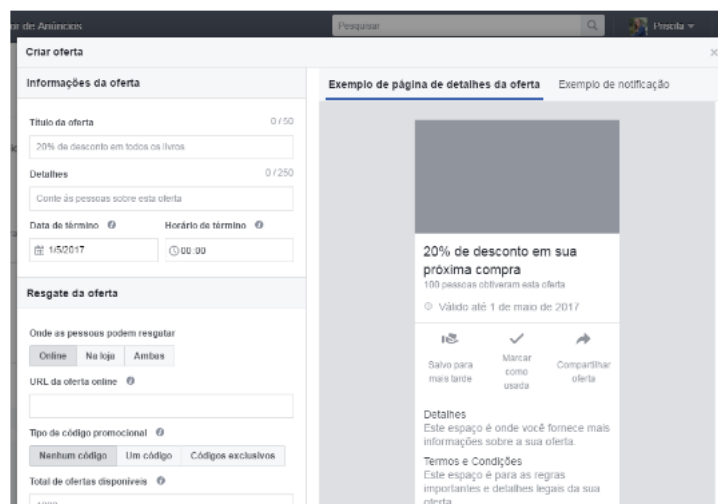 or de Anúncios
Pesquisar
Priscila
Criar oferta
Informações da oferta
Título da oferta
0/50
20% de desconto em todos os livros
Detalhes
0/250
Conte às pessoas sobre esta oferta
Data de término
Horário de término
1/5/2017
00:00
Resgate da oferta
Onde as pessoas podem resgatar
Online Na loja Ambas
URL da oferta online
Tipo de código promocional
Nenhum código Um código Códigos exclusivos
Total de ofertas disponíveis
Exemplo de página de detalhes da oferta
Exemplo de notificação
20% de desconto em sua
próxima compra
100 pessoas obtiveram esta oferta
Válido até 1 de maio de 2017
Salvo para
mais tarde
Marcar
como
usada
Compartilhar
oferta
Detalhes
Este espaço é onde você fornece mais
informações sobre a sua oferta.
Termos e Condições
Este espaço é para as regras
importantes e detalhes legais da sua
oferta